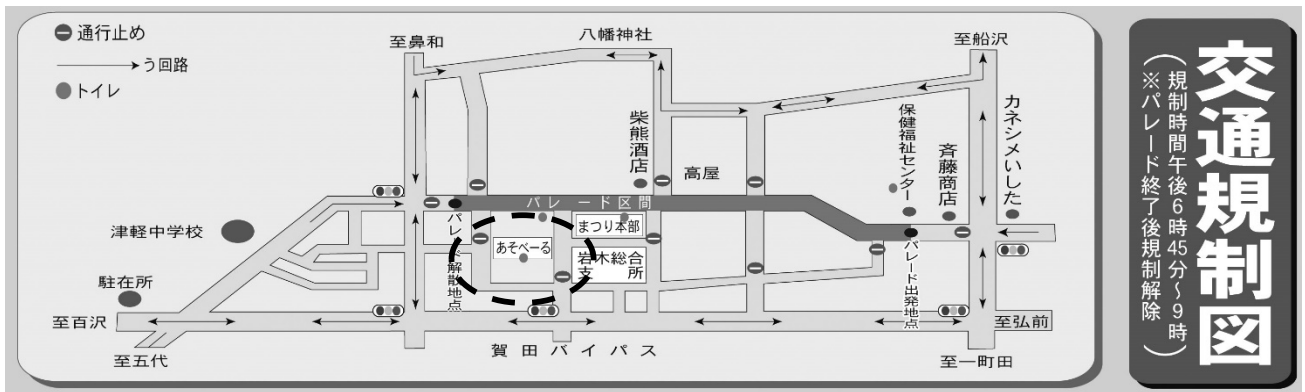 通行止め
う回路
トイレ
至鼻和
八幡神社
至船沢
カネシメいした
柴熊酒店
高屋
保健福祉センター
斉藤商店
パレード区間
津軽中学校
パレード解散地点
あそべーる
まつり本部
岩木総合
支所
駐在所
パレード出発地点
至百沢
至弘前
至五代
賀田バイパス
至一町田
交通規制図
(規制時間午後6時45分〜9時
※パレード終了後規制解除)